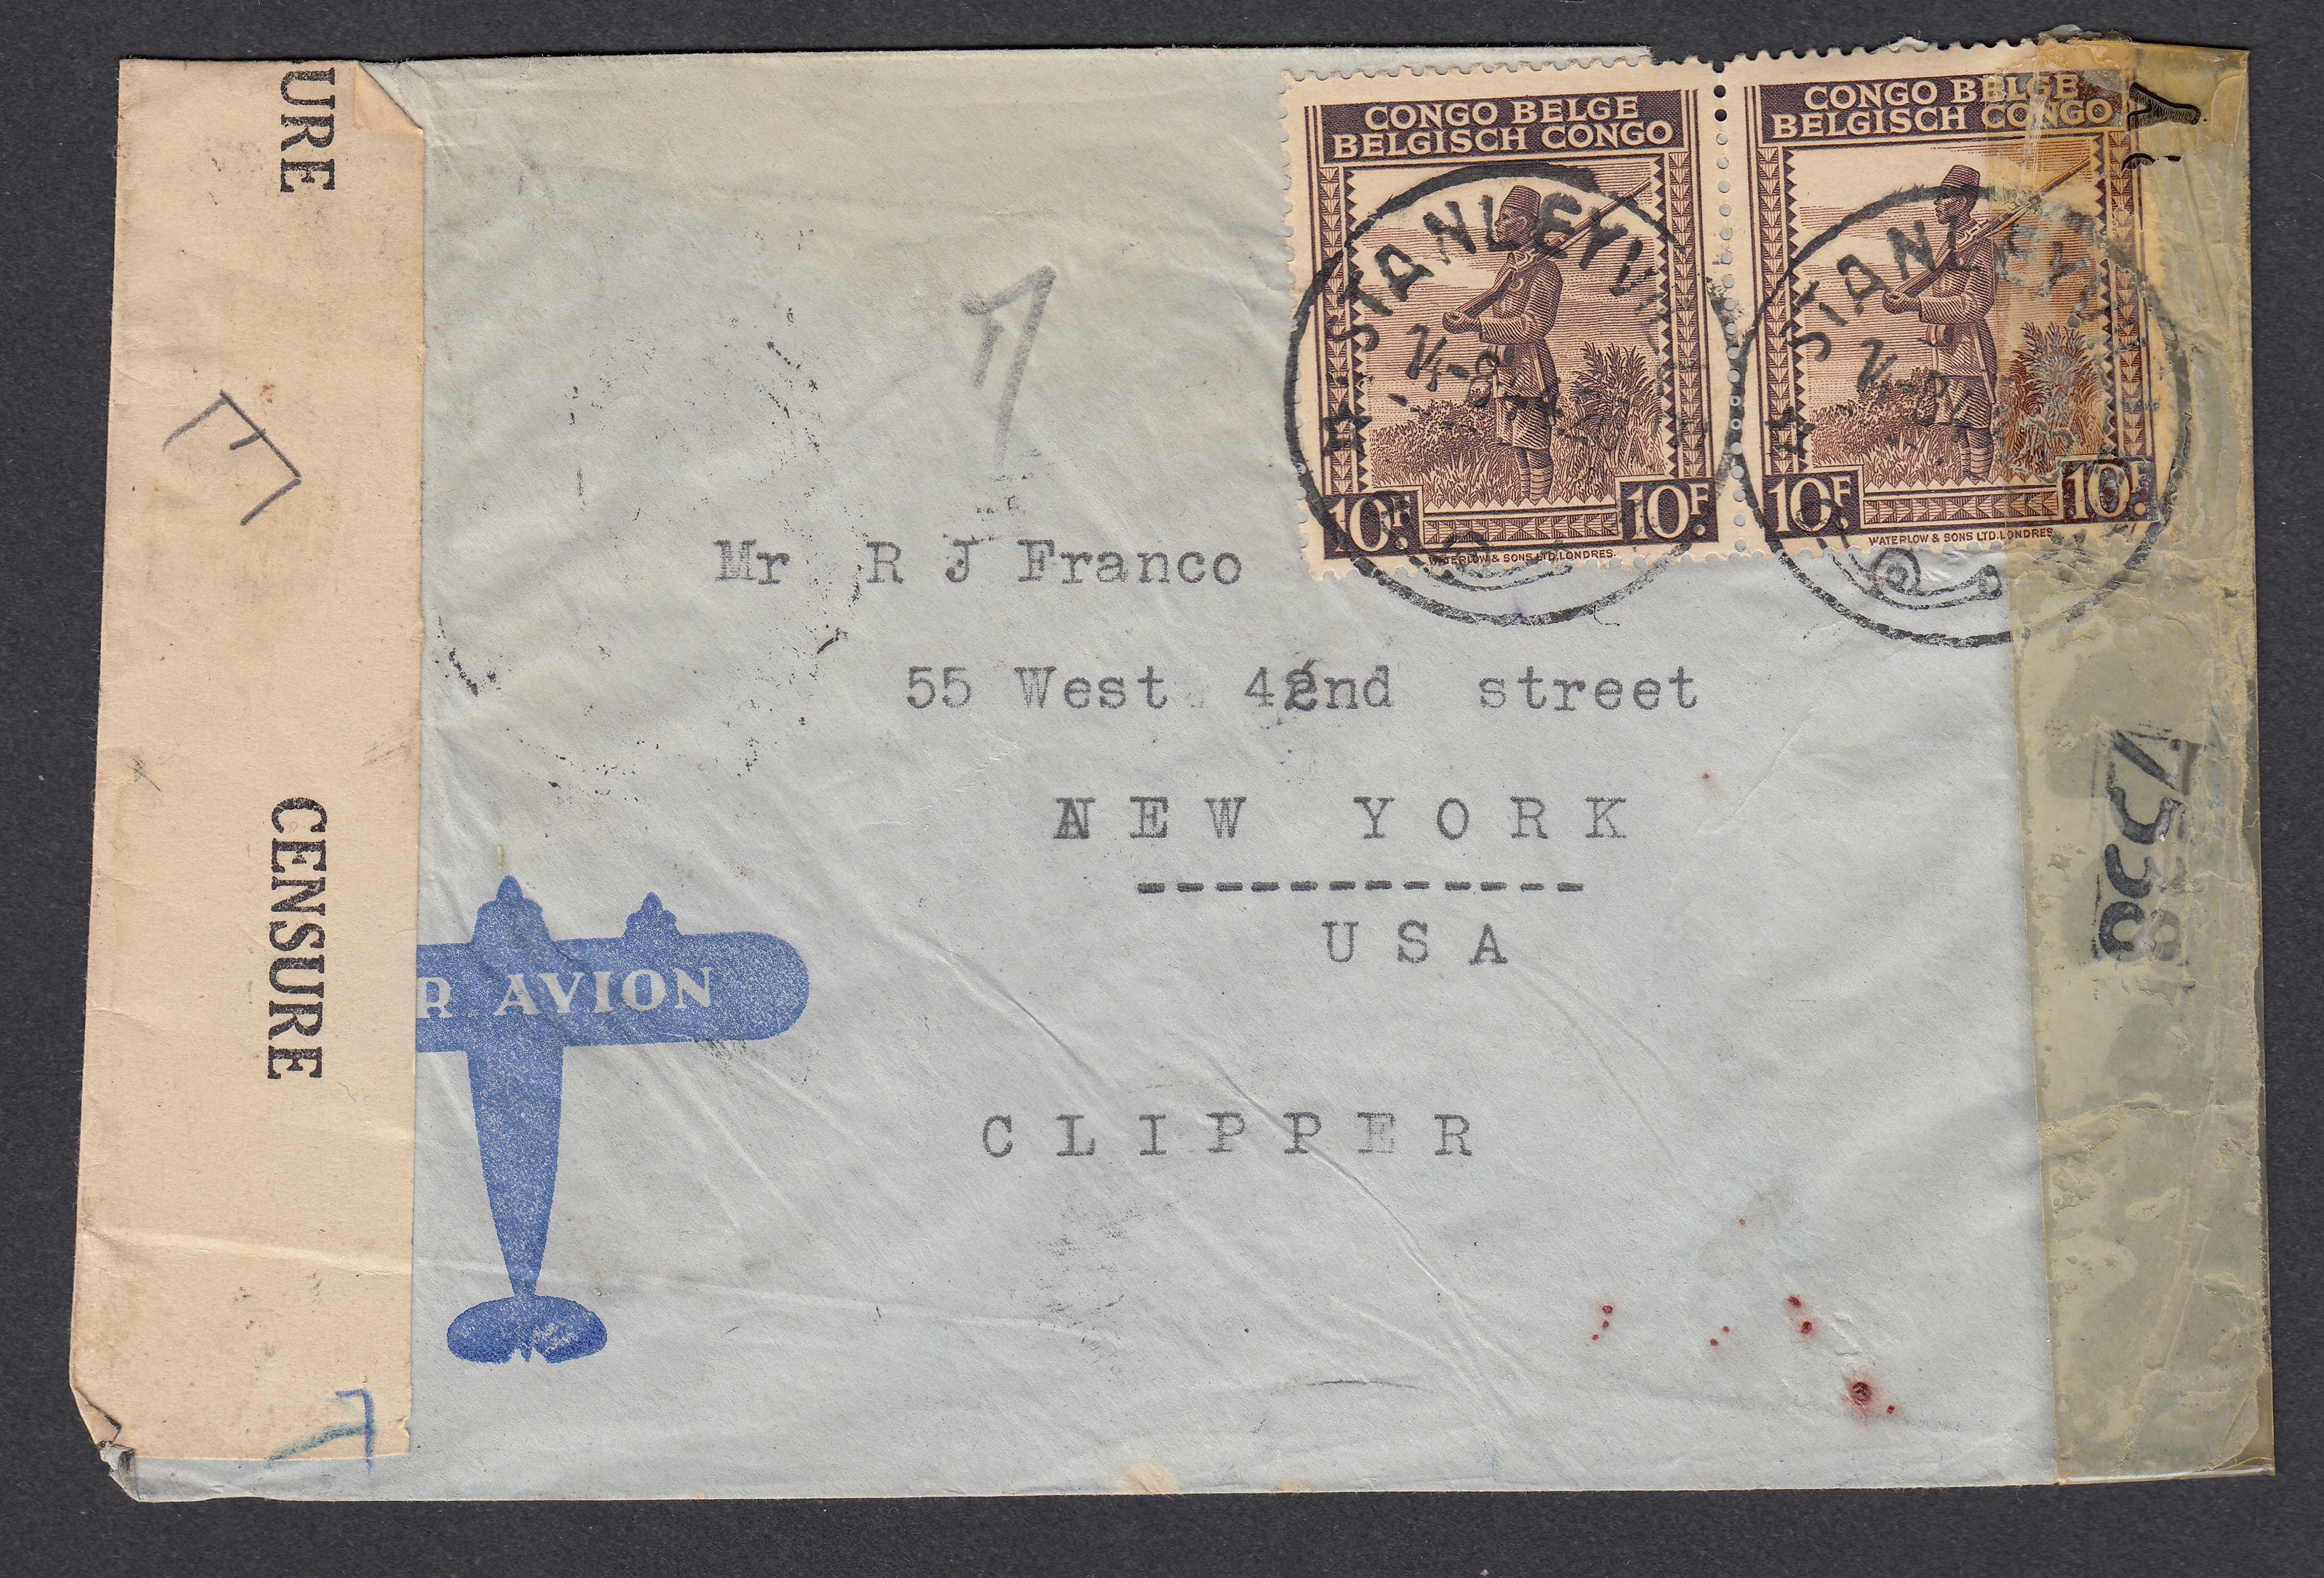 URE
CENSURE
CONGO BELGE
BELGISCH CONGO
10F.
10F.
WATERLOW & SONS LTD. LONDRES.
CONGO BELGE
BELGISCH CONGO
10F.
10F.
WATERLOW & SONS LTD. LONDRES.
Mr R J Franco
55 West 42nd street
NEW YORK
-------------
USA
R AVION
CLIPPER